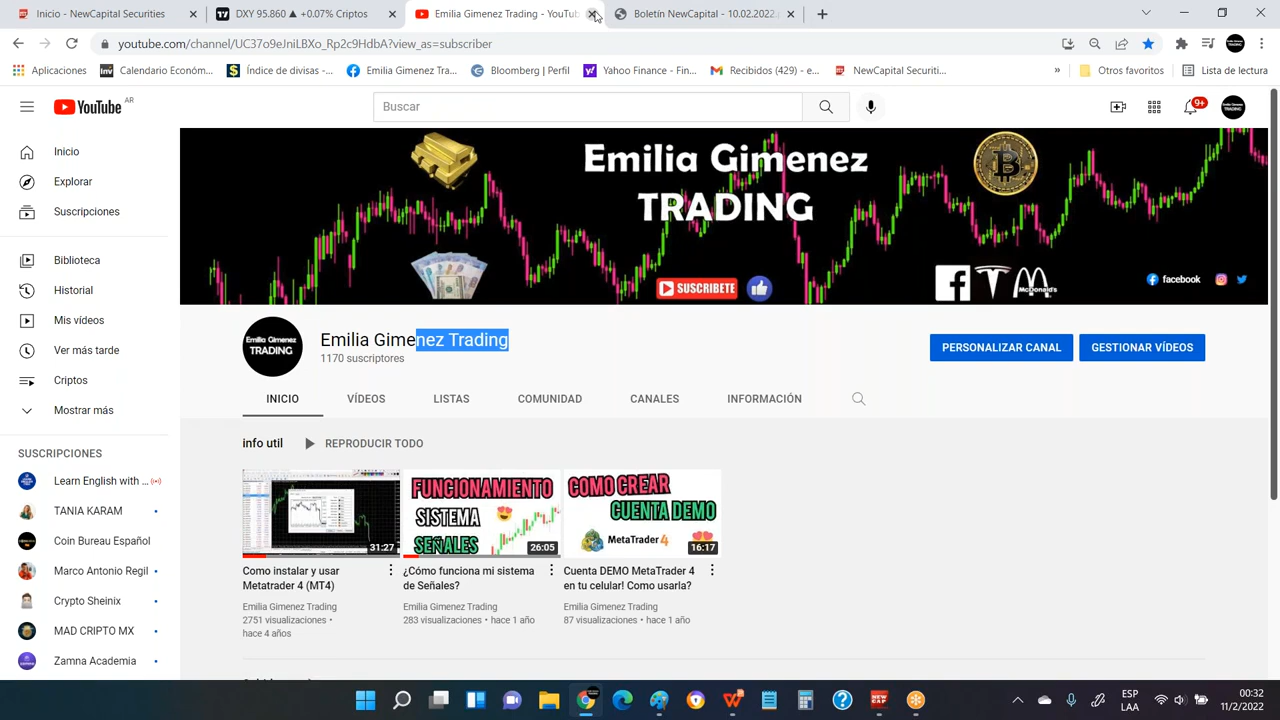 Inicio - NewCapital Securities
DXY 95.860 ▲ +0.07% Criptos
Emilia Gimenez Trading - YouTub
Boletín NewCapital - 10.02.2022.
youtube.com/channel/UC37o9eJniLBXo_Rp2c9HdbA?view_as=subscriber
Aplicaciones
Calendario Económ...
Índice de divisas -...
Emilia Gimenez Tra...
Bloomberg | Perfil
Yahoo Finance - Fin...
Recibidos (429) - e...
NewCapital Securiti...
»
Otros favoritos
Lista de lectura
YouTube AR
Buscar
9+
Emilia Gimenez
TRADING
SUSCRIBETE
McDonald's
facebook
Inicio
Explorar
Suscripciones
Biblioteca
Historial
Mis vídeos
Ver más tarde
Criptos
Mostrar más
SUSCRIPCIONES
Learn English with ...
TANIA KARAM
Coin Bureau Español
Marco Antonio Regil
Crypto Sheinix
MAD CRIPTO MX
Zamna Academia
Emilia Gimenez
TRADING
Emilia Gimenez Trading
1170 suscriptores
PERSONALIZAR CANAL
GESTIONAR VÍDEOS
INICIO
VÍDEOS
LISTAS
COMUNIDAD
CANALES
INFORMACIÓN
info util
REPRODUCIR TODO
31:27
FUNCIONAMIENTO
SISTEMA
SEÑALES
26:05
COMO CREAR
CUENTA DEMO
MetaTrader 4
16:17
Como instalar y usar
Metatrader 4 (MT4)
Emilia Gimenez Trading
2751 visualizaciones •
hace 4 años
¿Cómo funciona mi sistema
de Señales?
Emilia Gimenez Trading
283 visualizaciones • hace 1 año
Cuenta DEMO MetaTrader 4
en tu celular! Como usarla?
Emilia Gimenez Trading
87 visualizaciones • hace 1 año
NEW
CAP
ESP
LAA
00:32
11/2/2022